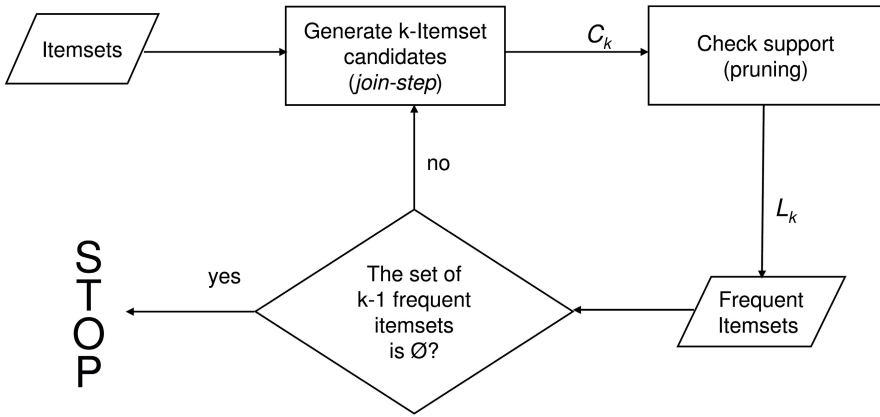 Itemsets
Generate k-Itemset
candidates
(join-step)
Cₖ
Check support
(pruning)
no
Lₖ
yes
STOP
The set of
k-1 frequent
itemsets
is Ø?
Frequent
Itemsets